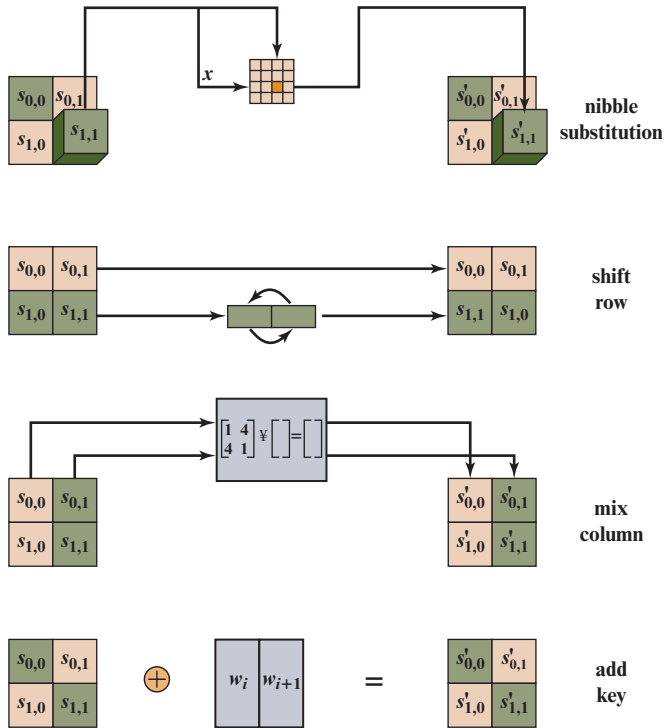 x
s0,0 s0,1
s1,0 s1,1
s'0,0 s'0,1
s'1,0 s'1,1
nibble
substitution
s0,0 s0,1
s1,0 s1,1
s0,0 s0,1
s1,1 s1,0
shift
row
1 4
4 1
¥ [ ] = [ ]
s0,0 s0,1
s1,0 s1,1
s'0,0 s'0,1
s'1,0 s'1,1
mix
column
s0,0 s0,1
s1,0 s1,1
+
wi wi+1
=
s'0,0 s'0,1
s'1,0 s'1,1
add
key